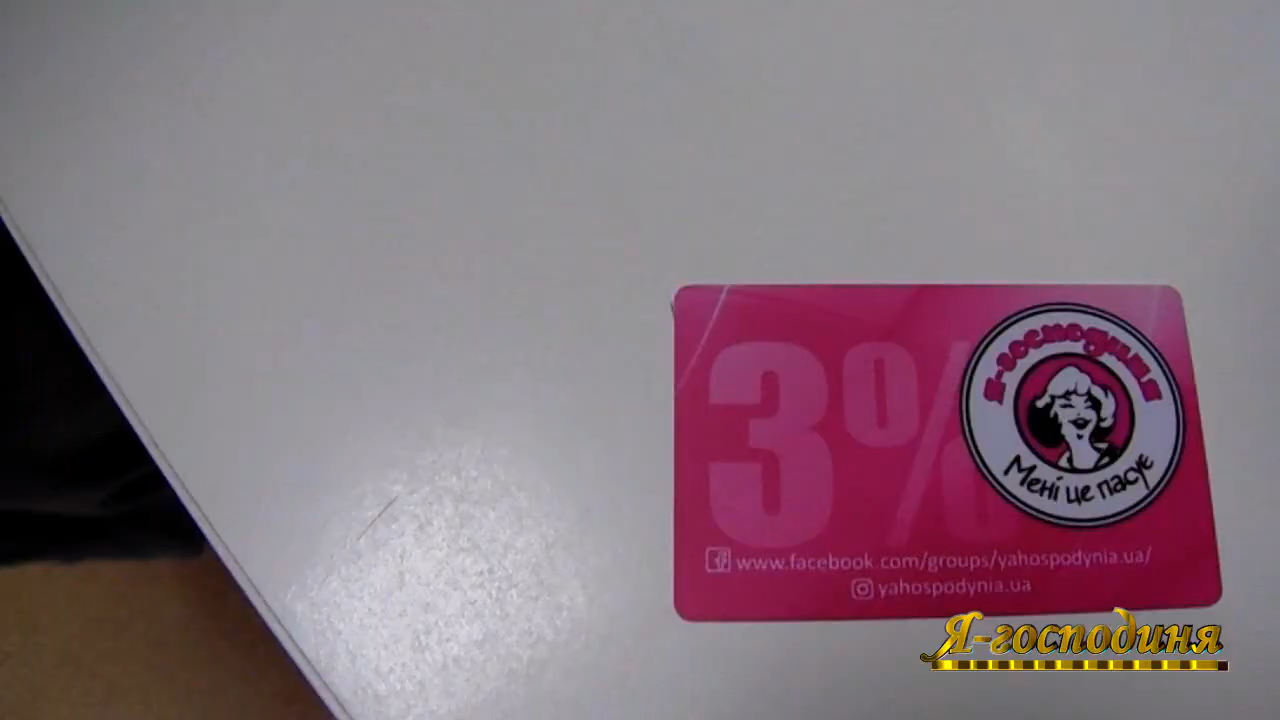 3%
Я-господиня
Мені це пасує
www.facebook.com/groups/yahospodynia.ua/
yahospodynia.ua
Я-господиня